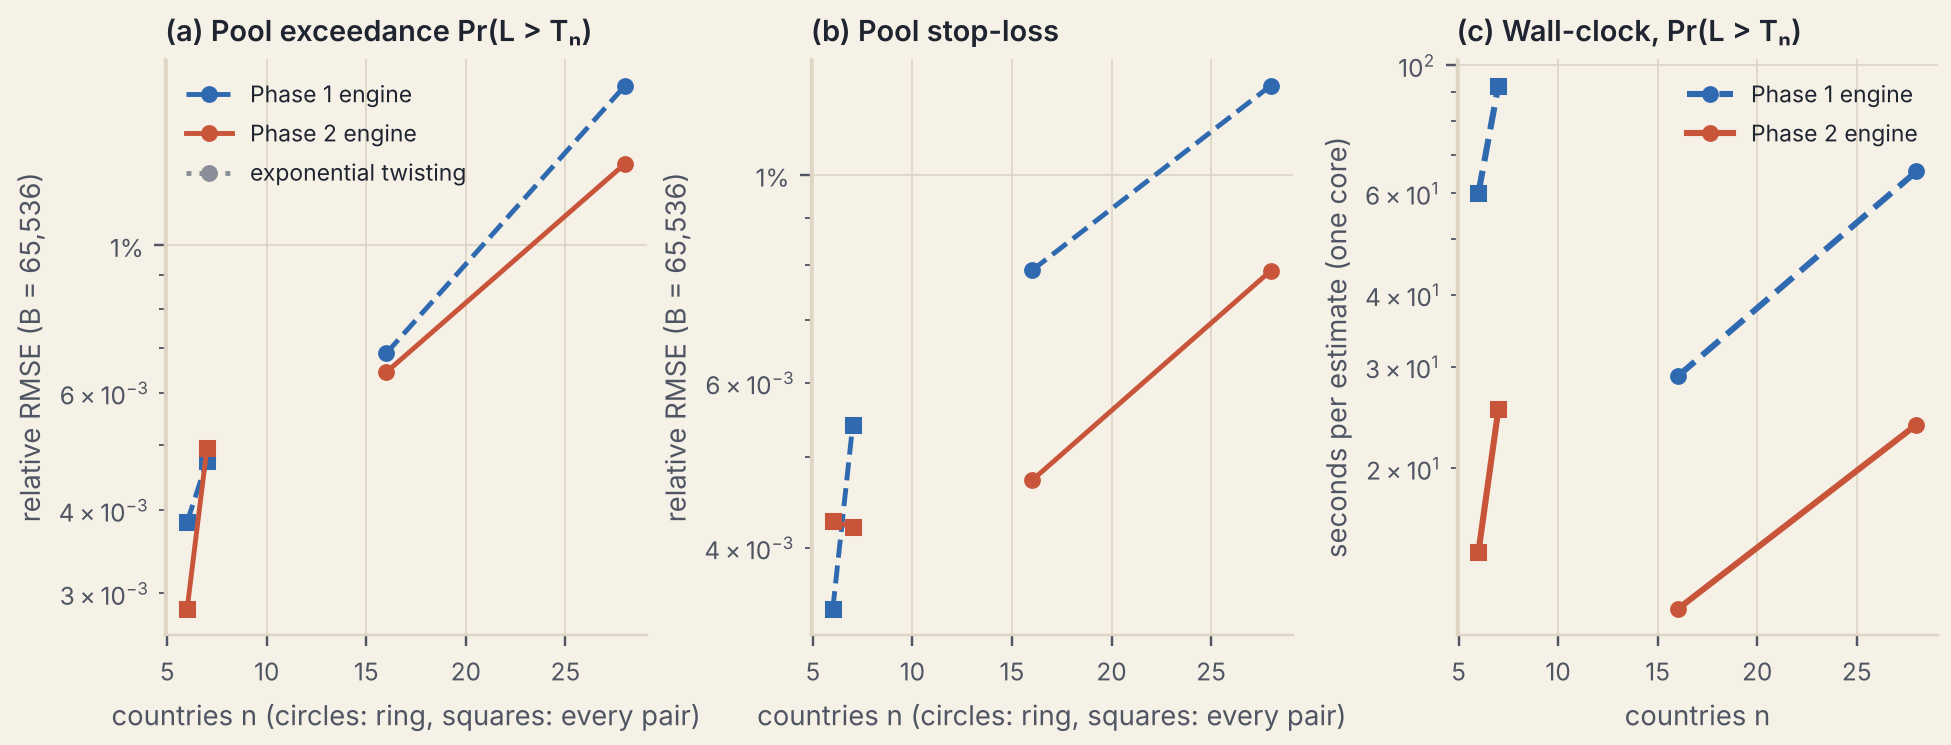 (a) Pool exceedance Pr(L > Tₙ)
Phase 1 engine
Phase 2 engine
exponential twisting
relative RMSE (B = 65,536)
1%
6 × 10⁻³
4 × 10⁻³
3 × 10⁻³
5 10 15 20 25
countries n (circles: ring, squares: every pair)
(b) Pool stop-loss
relative RMSE (B = 65,536)
1%
6 × 10⁻³
4 × 10⁻³
5 10 15 20 25
countries n (circles: ring, squares: every pair)
(c) Wall-clock, Pr(L > Tₙ)
Phase 1 engine
Phase 2 engine
seconds per estimate (one core)
10²
6 × 10¹
4 × 10¹
3 × 10¹
2 × 10¹
5 10 15 20 25
countries n